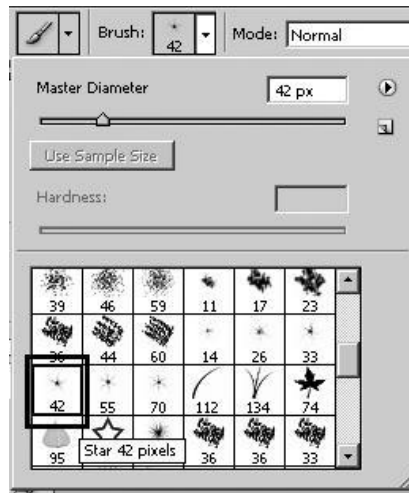 Brush: 42 Mode: Normal
Master Diameter 42 px
Use Sample Size
Hardness:
39 46 59 11 17 23
36 44 60 14 26 33
42 55 70 112 134 74
95 36 36 33
Star 42 pixels